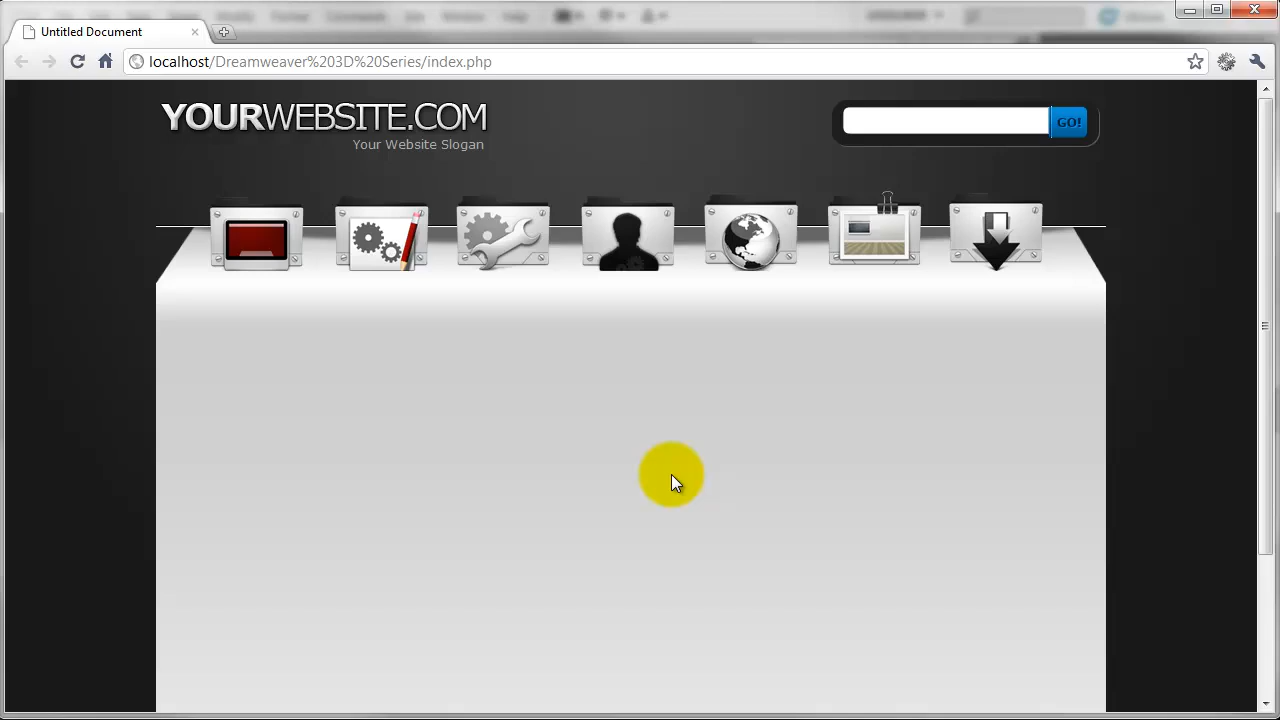 Untitled Document
localhost/Dreamweaver%203D%20Series/index.php
YOURWEBSITE.COM
Your Website Slogan
GO!